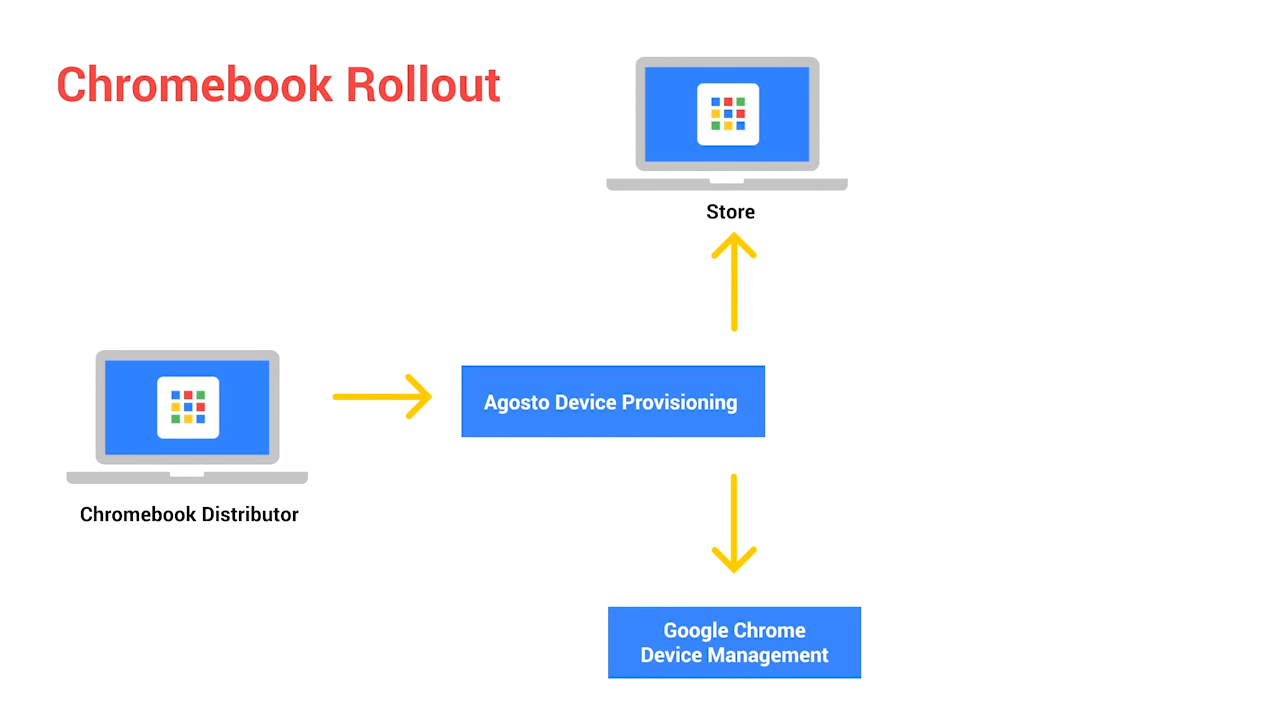 Chromebook Rollout
Store
Agosto Device Provisioning
Chromebook Distributor
Google Chrome
Device Management